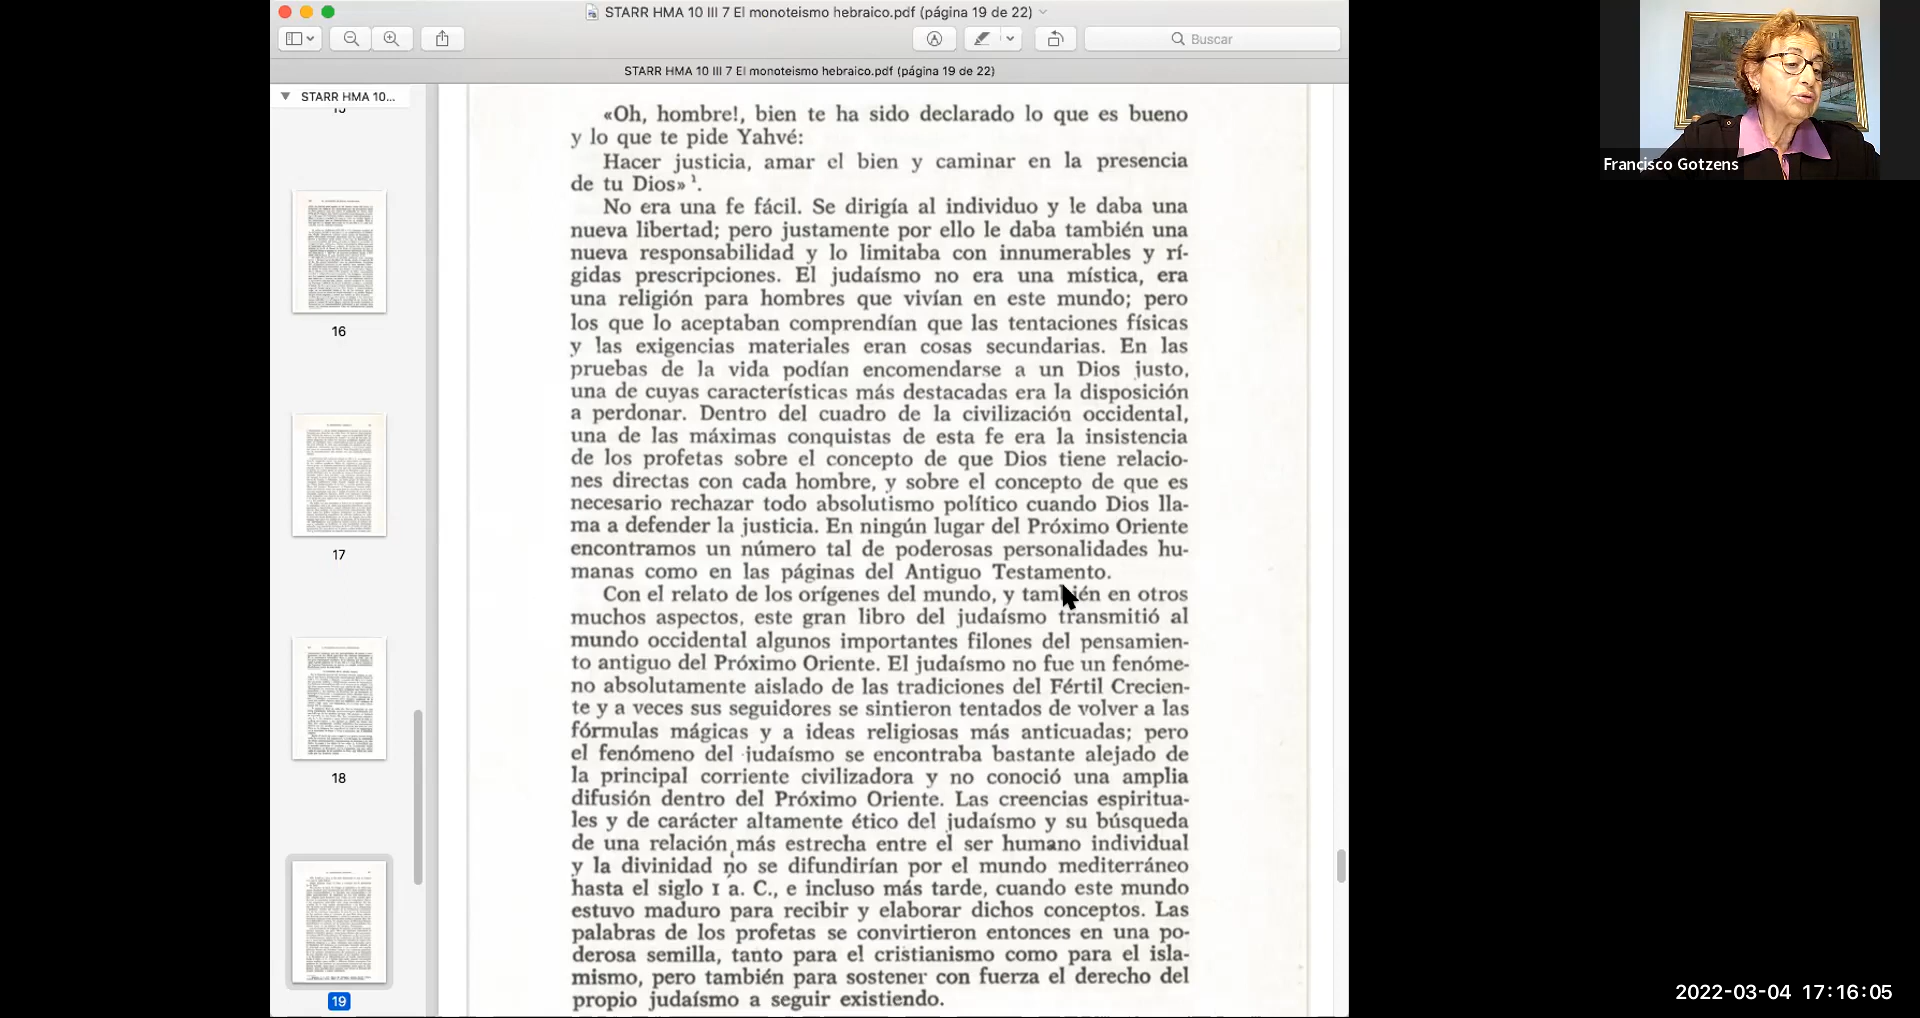 STARR HMA 10 III 7 El monoteismo hebraico.pdf (página 19 de 22)
Buscar
STARR HMA 10 III 7 El monoteismo hebraico.pdf (página 19 de 22)
STARR HMA 10...
16
17
18
19
«Oh, hombre!, bien te ha sido declarado lo que es bueno
y lo que te pide Yahvé:
Hacer justicia, amar el bien y caminar en la presencia
de tu Dios» ¹.
No era una fe fácil. Se dirigía al individuo y le daba una
nueva libertad; pero justamente por ello le daba también una
nueva responsabilidad y lo limitaba con innumerables y rí-
gidas prescripciones. El judaísmo no era una mística, era
una religión para hombres que vivían en este mundo; pero
los que lo aceptaban comprendían que las tentaciones físicas
y las exigencias materiales eran cosas secundarias. En las
pruebas de la vida podían encomendarse a un Dios justo,
una de cuyas características más destacadas era la disposición
a perdonar. Dentro del cuadro de la civilización occidental,
una de las máximas conquistas de esta fe era la insistencia
de los profetas sobre el concepto de que Dios tiene relacio-
nes directas con cada hombre, y sobre el concepto de que es
necesario rechazar todo absolutismo político cuando Dios lla-
ma a defender la justicia. En ningún lugar del Próximo Oriente
encontramos un número tal de poderosas personalidades hu-
manas como en las páginas del Antiguo Testamento.
Con el relato de los orígenes del mundo, y también en otros
muchos aspectos, este gran libro del judaísmo transmitió al
mundo occidental algunos importantes filones del pensamien-
to antiguo del Próximo Oriente. El judaísmo no fue un fenóme-
no absolutamente aislado de las tradiciones del Fértil Crecien-
te y a veces sus seguidores se sintieron tentados de volver a las
fórmulas mágicas y a ideas religiosas más anticuadas; pero
el fenómeno del judaísmo se encontraba bastante alejado de
la principal corriente civilizadora y no conoció una amplia
difusión dentro del Próximo Oriente. Las creencias espiritua-
les y de carácter altamente ético del judaísmo y su búsqueda
de una relación más estrecha entre el ser humano individual
y la divinidad no se difundirían por el mundo mediterráneo
hasta el siglo I a. C., e incluso más tarde, cuando este mundo
estuvo maduro para recibir y elaborar dichos conceptos. Las
palabras de los profetas se convirtieron entonces en una po-
derosa semilla, tanto para el cristianismo como para el isla-
mismo, pero también para sostener con fuerza el derecho del
propio judaísmo a seguir existiendo.
Francisco Gotzens
2022-03-04 17:16:05